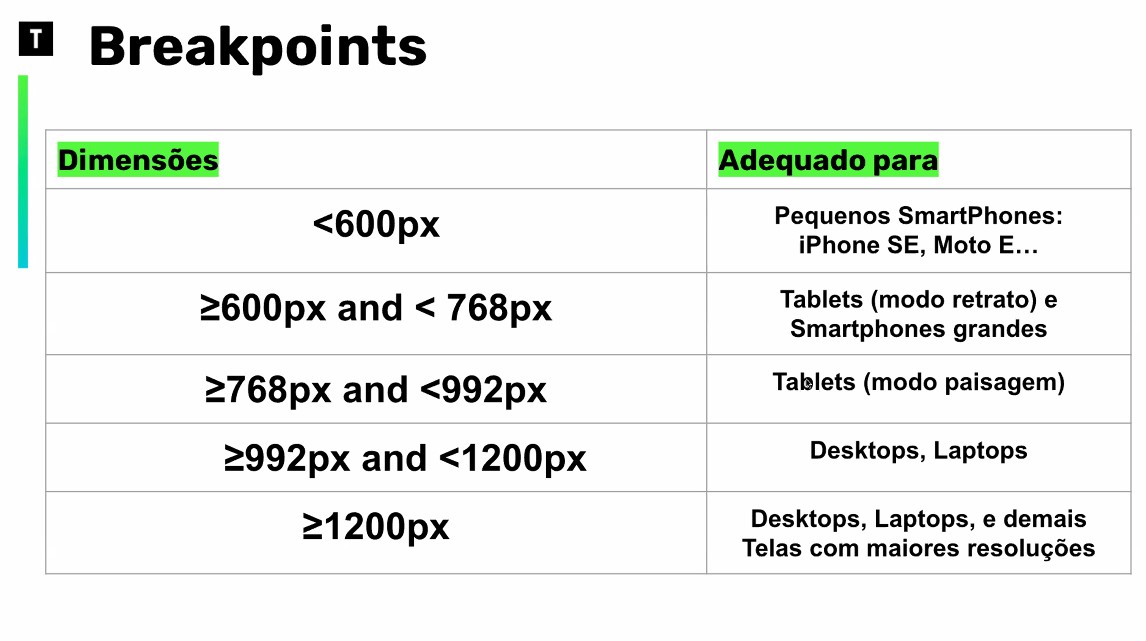 T
Breakpoints
Dimensões
Adequado para
<600px
Pequenos SmartPhones:
iPhone SE, Moto E…
≥600px and < 768px
Tablets (modo retrato) e
Smartphones grandes
≥768px and <992px
Tablets (modo paisagem)
≥992px and <1200px
Desktops, Laptops
≥1200px
Desktops, Laptops, e demais
Telas com maiores resoluções